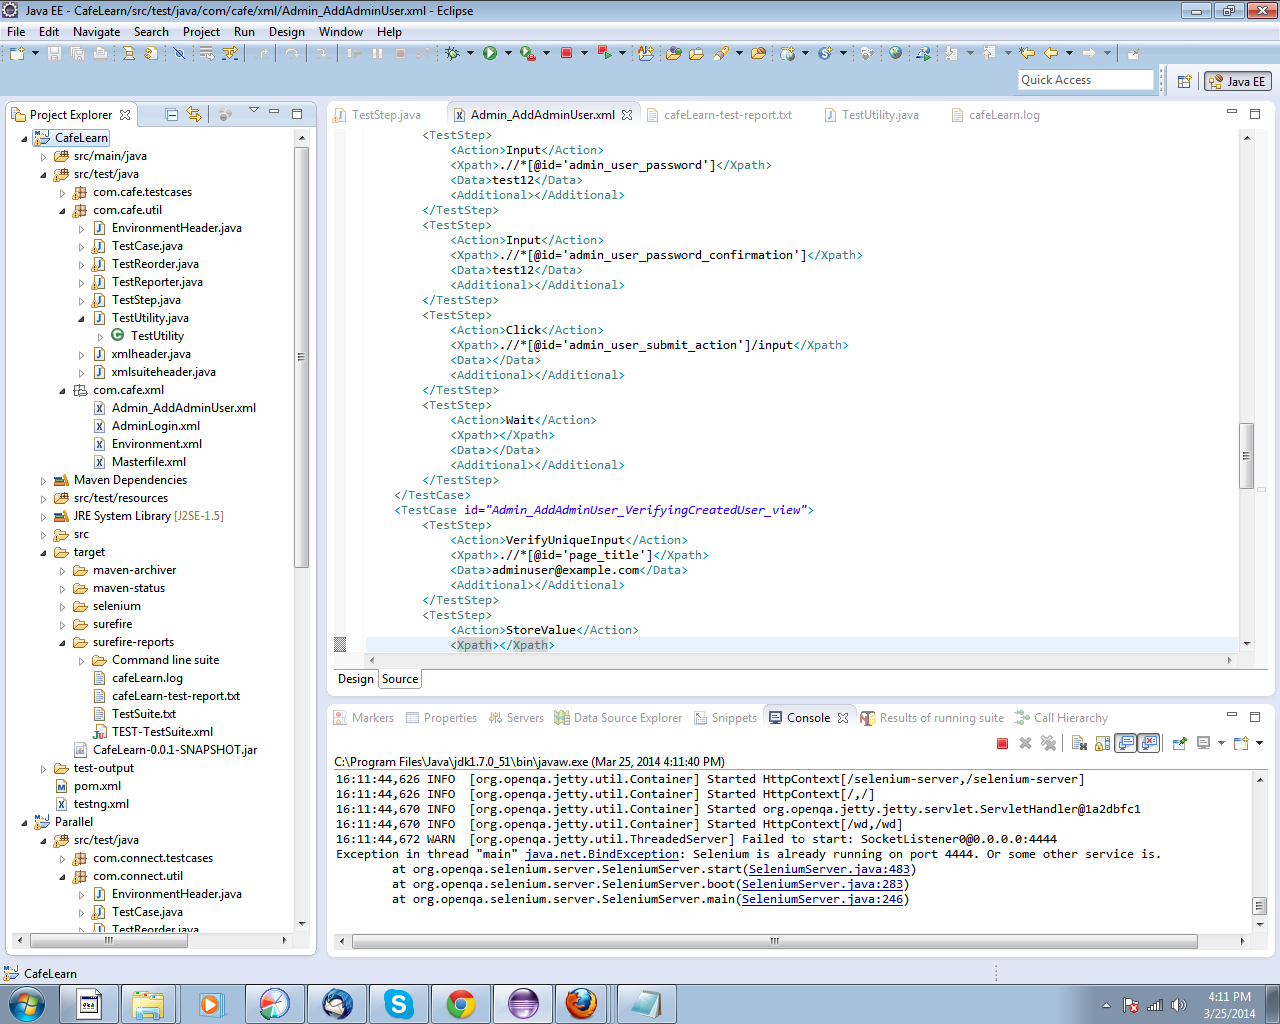 Java EE - CafeLearn/src/test/java/com/cafe/xml/Admin_AddAdminUser.xml - Eclipse
File Edit Navigate Search Project Run Design Window Help
Quick Access
Java EE
Project Explorer
CafeLearn
src/main/java
src/test/java
com.cafe.testcases
com.cafe.util
EnvironmentHeader.java
TestCase.java
TestReorder.java
TestReporter.java
TestStep.java
TestUtility.java
TestUtility
xmlheader.java
xmlsuiteheader.java
com.cafe.xml
Admin_AddAdminUser.xml
AdminLogin.xml
Environment.xml
Masterfile.xml
Maven Dependencies
src/test/resources
JRE System Library [J2SE-1.5]
src
target
maven-archiver
maven-status
selenium
surefire
surefire-reports
Command line suite
cafeLearn.log
cafeLearn-test-report.txt
TestSuite.txt
TEST-TestSuite.xml
CafeLearn-0.0.1-SNAPSHOT.jar
test-output
pom.xml
testng.xml
Parallel
src/test/java
com.connect.testcases
com.connect.util
EnvironmentHeader.java
TestCase.java
TestReorder.java
TestStep.java Admin_AddAdminUser.xml cafeLearn-test-report.txt TestUtility.java cafeLearn.log
<TestStep>
<Action>Input</Action>
<Xpath>.//*[@id='admin_user_password']</Xpath>
<Data>test12</Data>
<Additional></Additional>
</TestStep>
<TestStep>
<Action>Input</Action>
<Xpath>.//*[@id='admin_user_password_confirmation']</Xpath>
<Data>test12</Data>
<Additional></Additional>
</TestStep>
<TestStep>
<Action>Click</Action>
<Xpath>.//*[@id='admin_user_submit_action']/input</Xpath>
<Data></Data>
<Additional></Additional>
</TestStep>
<TestStep>
<Action>Wait</Action>
<Xpath></Xpath>
<Data></Data>
<Additional></Additional>
</TestStep>
</TestCase>
<TestCase id="Admin_AddAdminUser_VerifyingCreatedUser_view">
<TestStep>
<Action>VerifyUniqueInput</Action>
<Xpath>.//*[@id='page_title']</Xpath>
<Data>adminuser@example.com</Data>
<Additional></Additional>
</TestStep>
<TestStep>
<Action>StoreValue</Action>
<Xpath></Xpath>
Design Source
Markers Properties Servers Data Source Explorer Snippets Console Results of running suite Call Hierarchy
C:\Program Files\Java\jdk1.7.0_51\bin\javaw.exe (Mar 25, 2014 4:11:40 PM)
16:11:44,626 INFO [org.openqa.jetty.util.Container] Started HttpContext[/selenium-server,/selenium-server]
16:11:44,626 INFO [org.openqa.jetty.util.Container] Started HttpContext[/,/]
16:11:44,670 INFO [org.openqa.jetty.util.Container] Started org.openqa.jetty.jetty.servlet.ServletHandler@1a2dbfc1
16:11:44,670 INFO [org.openqa.jetty.util.Container] Started HttpContext[/wd,/wd]
16:11:44,672 WARN [org.openqa.jetty.util.ThreadedServer] Failed to start: SocketListener0@0.0.0.0:4444
Exception in thread "main" java.net.BindException: Selenium is already running on port 4444. Or some other service is.
at org.openqa.selenium.server.SeleniumServer.start(SeleniumServer.java:483)
at org.openqa.selenium.server.SeleniumServer.boot(SeleniumServer.java:283)
at org.openqa.selenium.server.SeleniumServer.main(SeleniumServer.java:246)
CafeLearn
4:11 PM
3/25/2014